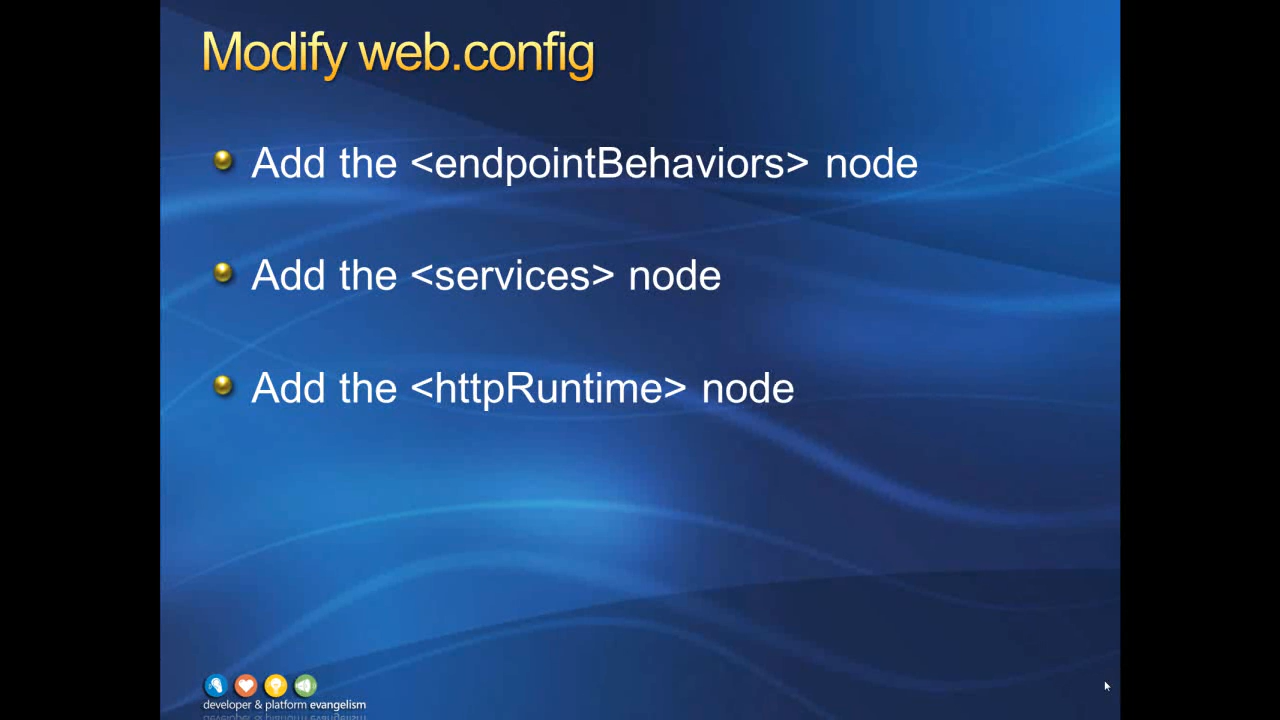 Modify web.config
Add the <endpointBehaviors> node
Add the <services> node
Add the <httpRuntime> node
developer & platform evangelism